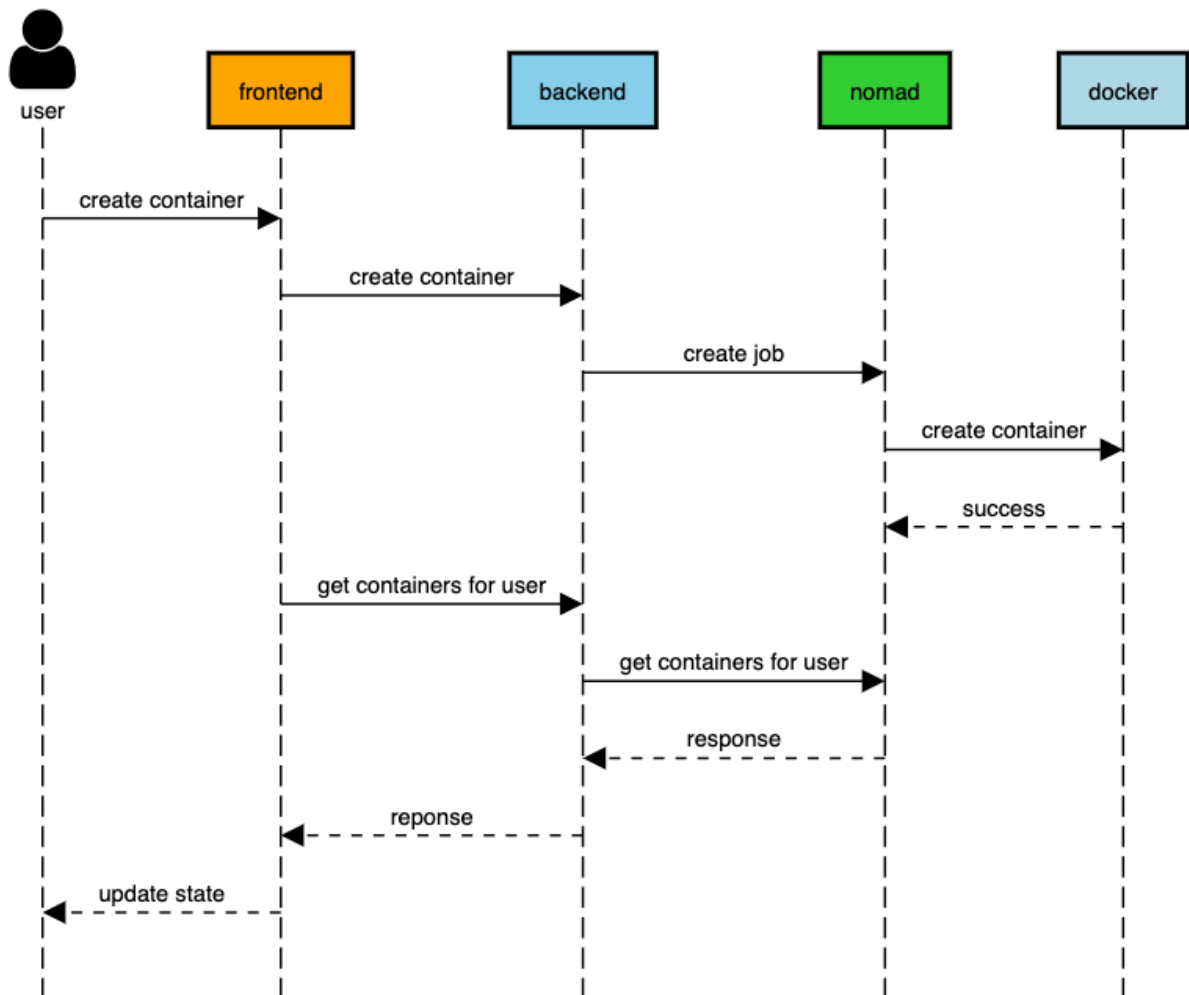 user
frontend
backend
nomad
docker
create container
create container
create job
create container
success
get containers for user
get containers for user
response
reponse
update state